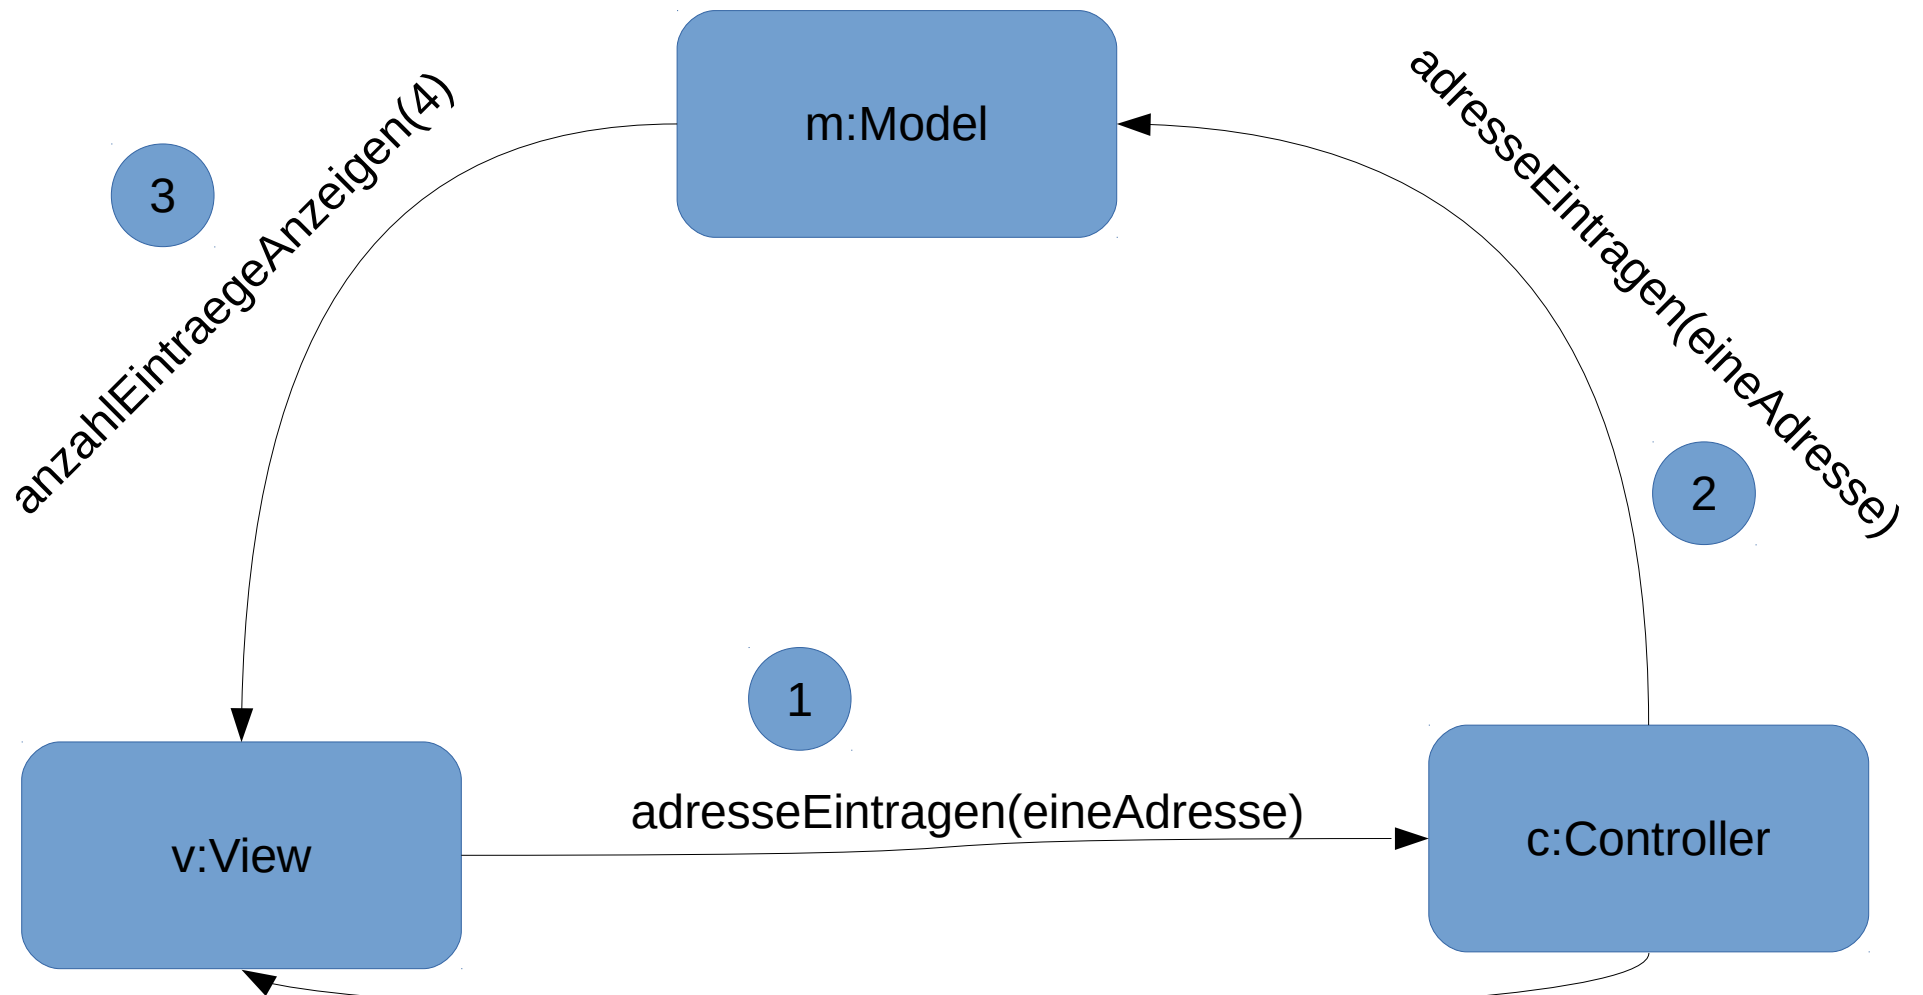 m:Model
adresseEintragen(eineAdresse)
anzahlEintraegeAnzeigen(4)
3
2
1
adresseEintragen(eineAdresse)
v:View
c:Controller